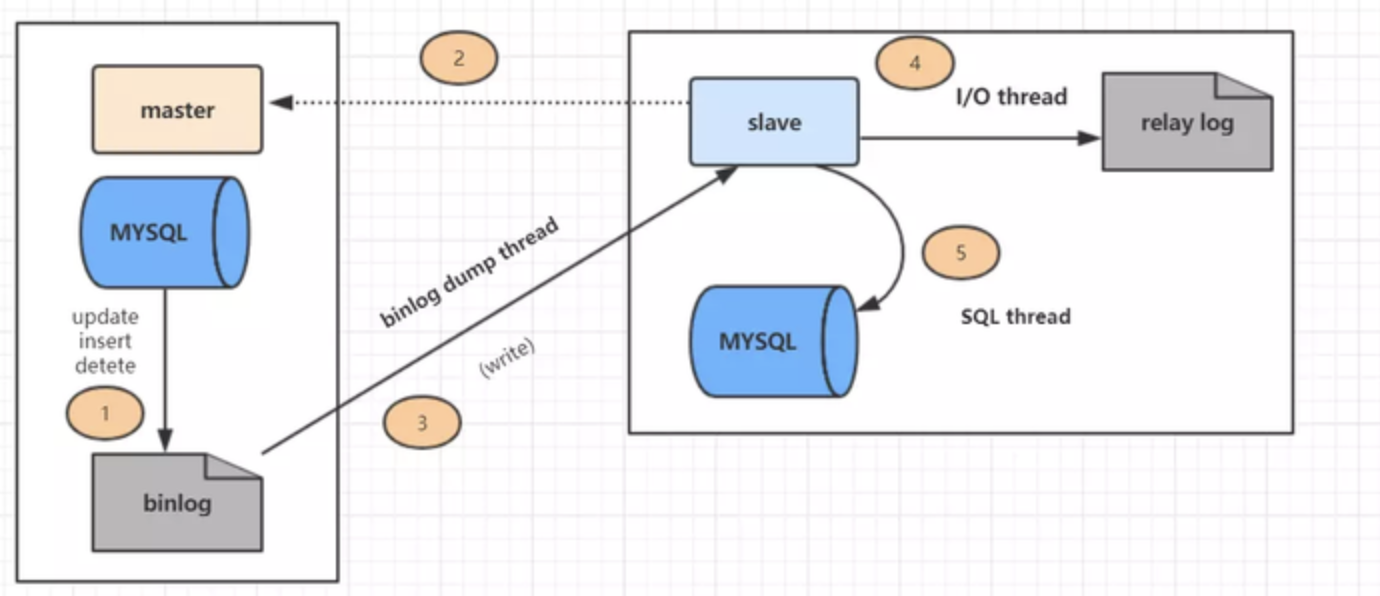 master
MYSQL
update
insert
detete
1
binlog
2
binlog dump thread
(write)
3
slave
4
I/O thread
relay log
5
SQL thread
MYSQL